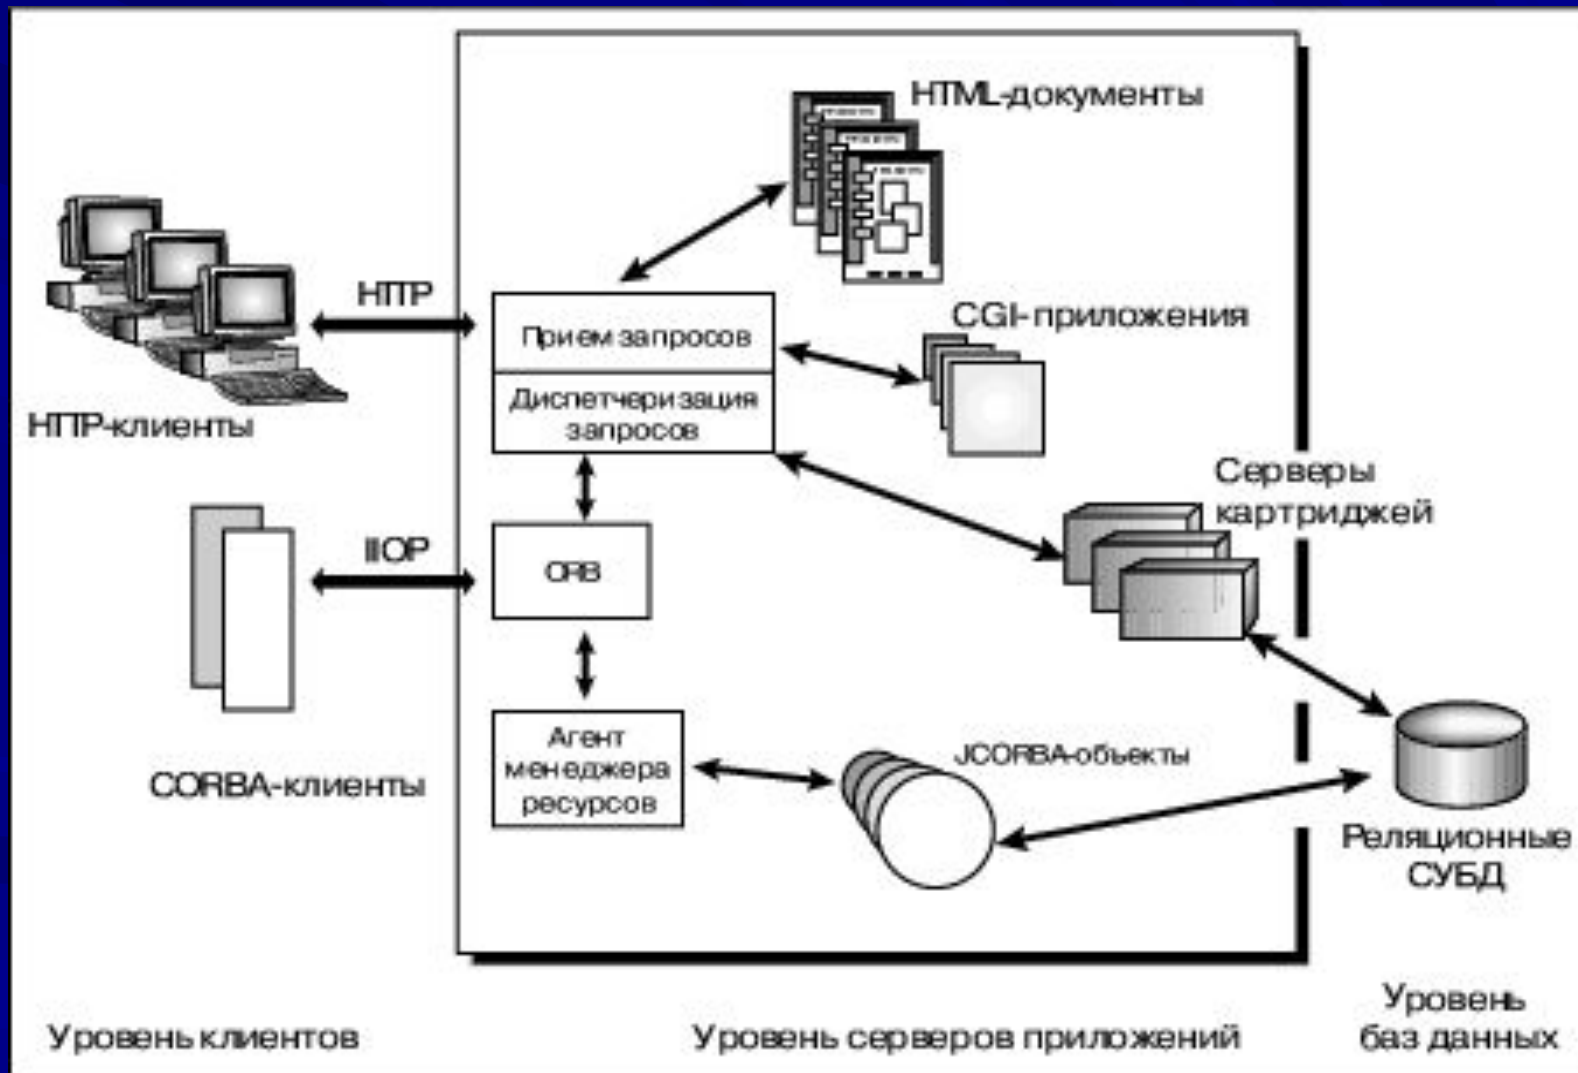 HTML-документы
HTTP
CGI-приложения
Прием запросов
Диспетчеризация
запросов
HTTP-клиенты
Серверы
картриджей
IIOP
ORB
Агент
менеджера
ресурсов
JCORBA-объекты
CORBA-клиенты
Реляционные
СУБД
Уровень клиентов
Уровень серверов приложений
Уровень
баз данных